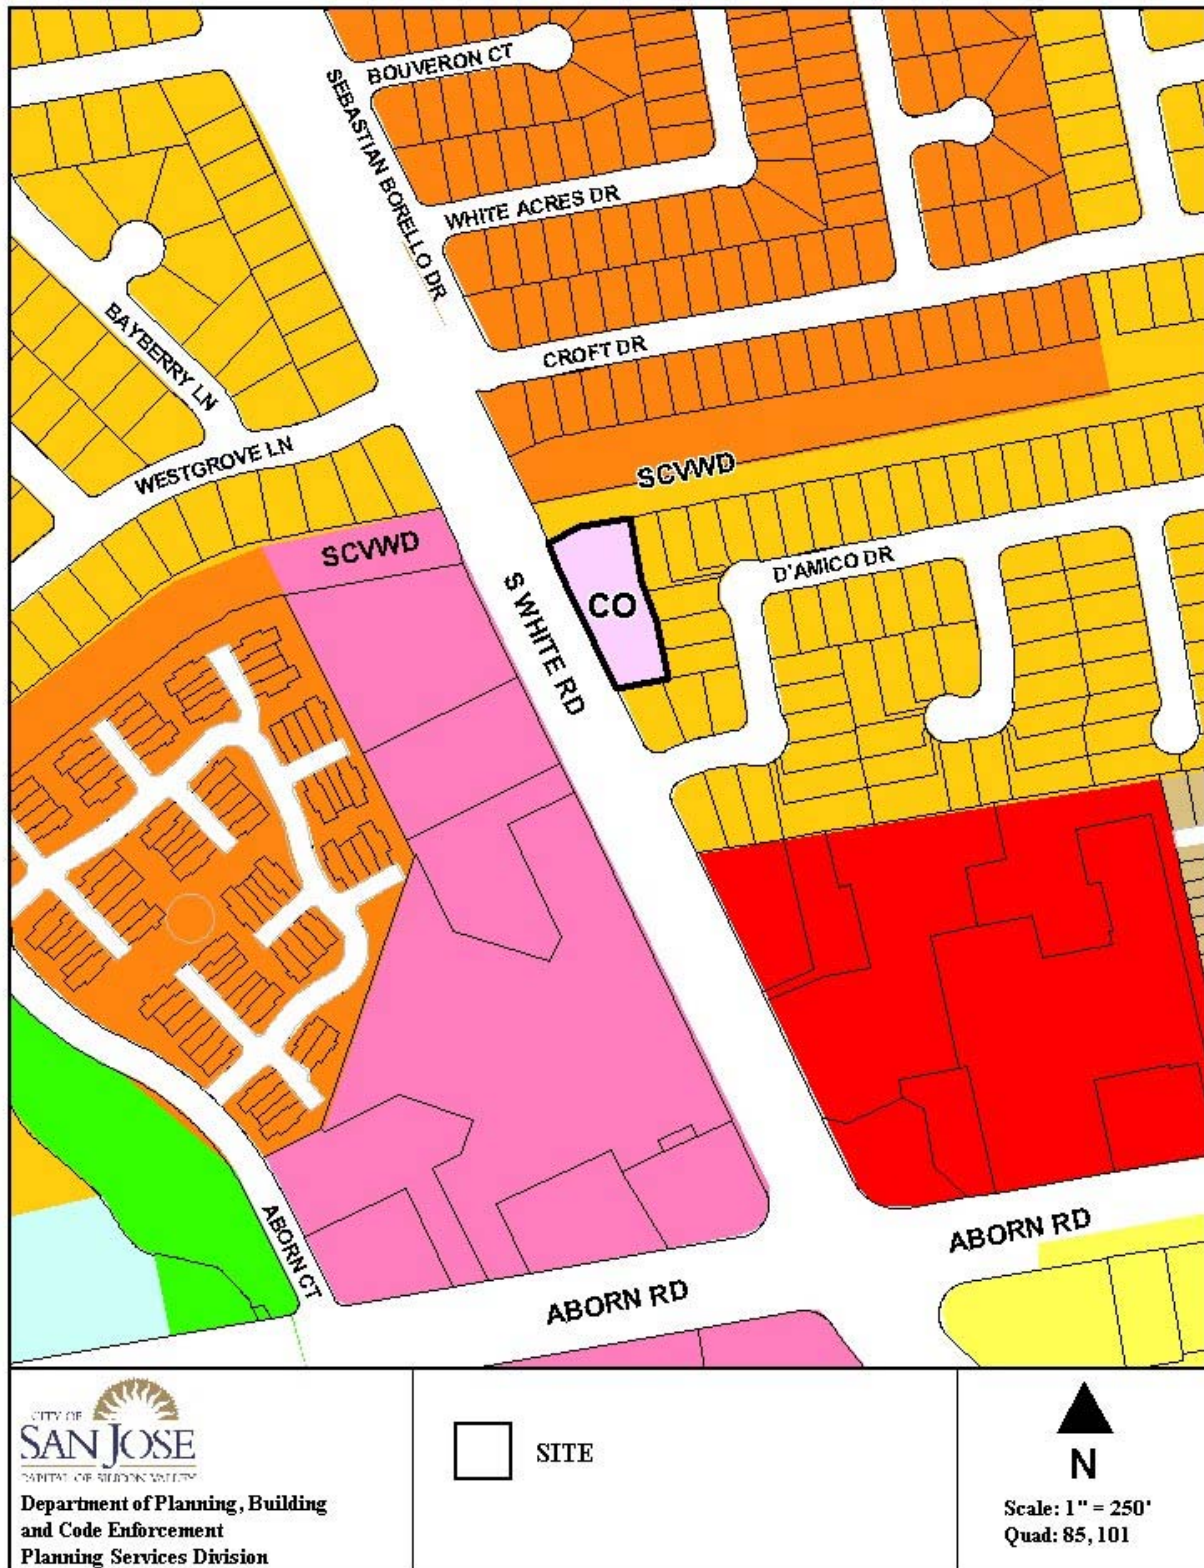 BOUVERON CT
SEBASTIAN BORELLO DR
WHITE ACRES DR
BAYBERRY LN
CROFT DR
WESTGROVE LN
SCVWD
SCVWD
D'AMICO DR
S WHITE RD
CO
ABORN CT
ABORN RD
ABORN RD
CITY OF
SAN JOSE
CAPITAL OF SILICON VALLEY
Department of Planning, Building
and Code Enforcement
Planning Services Division
SITE
N
Scale: 1" = 250'
Quad: 85, 101